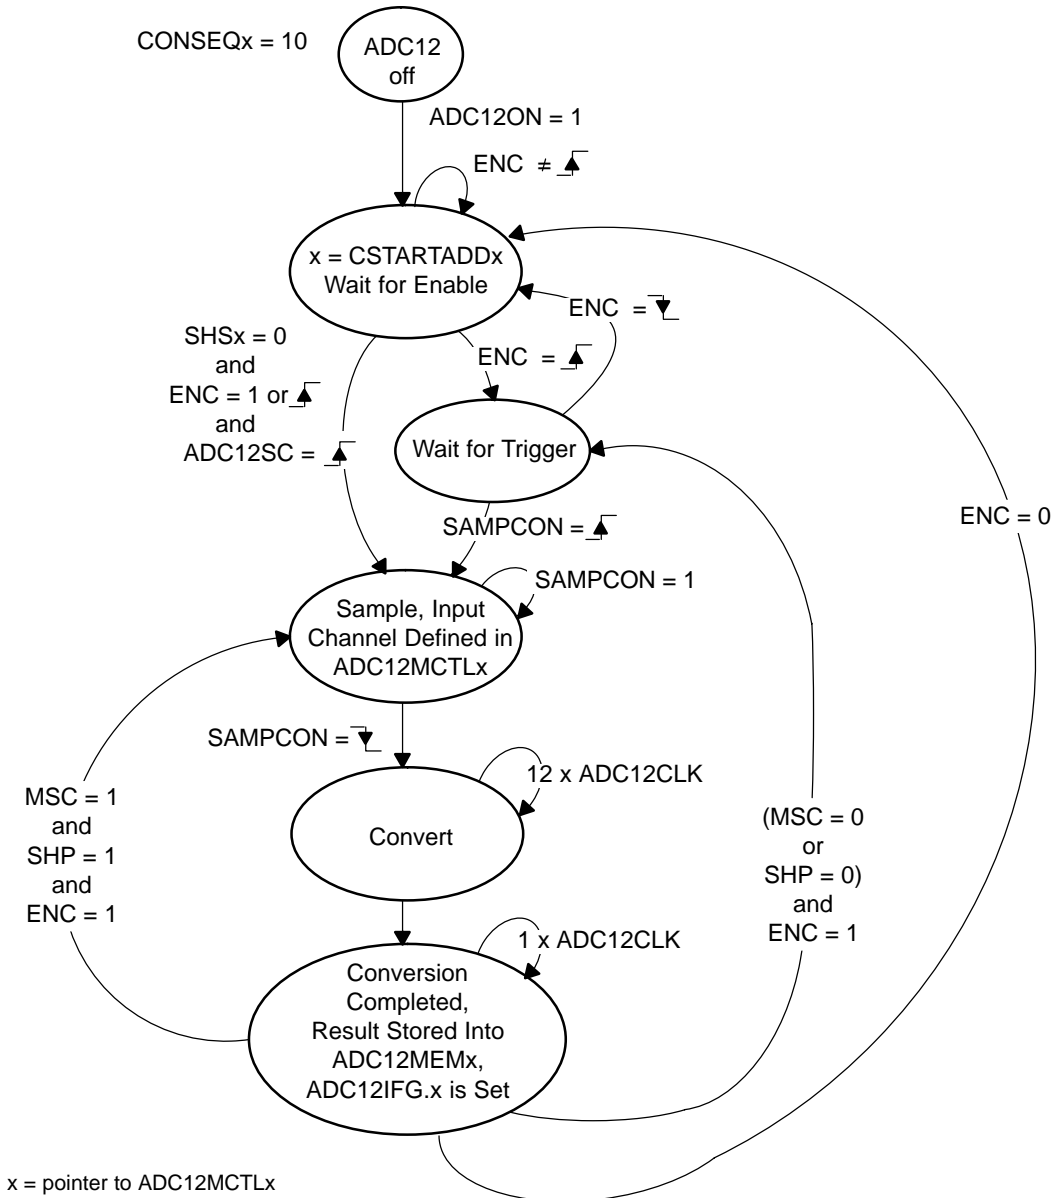 CONSEQx = 10
ADC12
off
ADC12ON = 1
ENC ≠
x = CSTARTADDx
Wait for Enable
ENC =
SHSx = 0
and
ENC = 1 or
and
ADC12SC =
ENC =
Wait for Trigger
ENC = 0
SAMPCON =
SAMPCON = 1
Sample, Input
Channel Defined in
ADC12MCTLx
SAMPCON =
12 x ADC12CLK
MSC = 1
and
SHP = 1
and
ENC = 1
Convert
(MSC = 0
or
SHP = 0)
and
ENC = 1
1 x ADC12CLK
Conversion
Completed,
Result Stored Into
ADC12MEMx,
ADC12IFG.x is Set
x = pointer to ADC12MCTLx